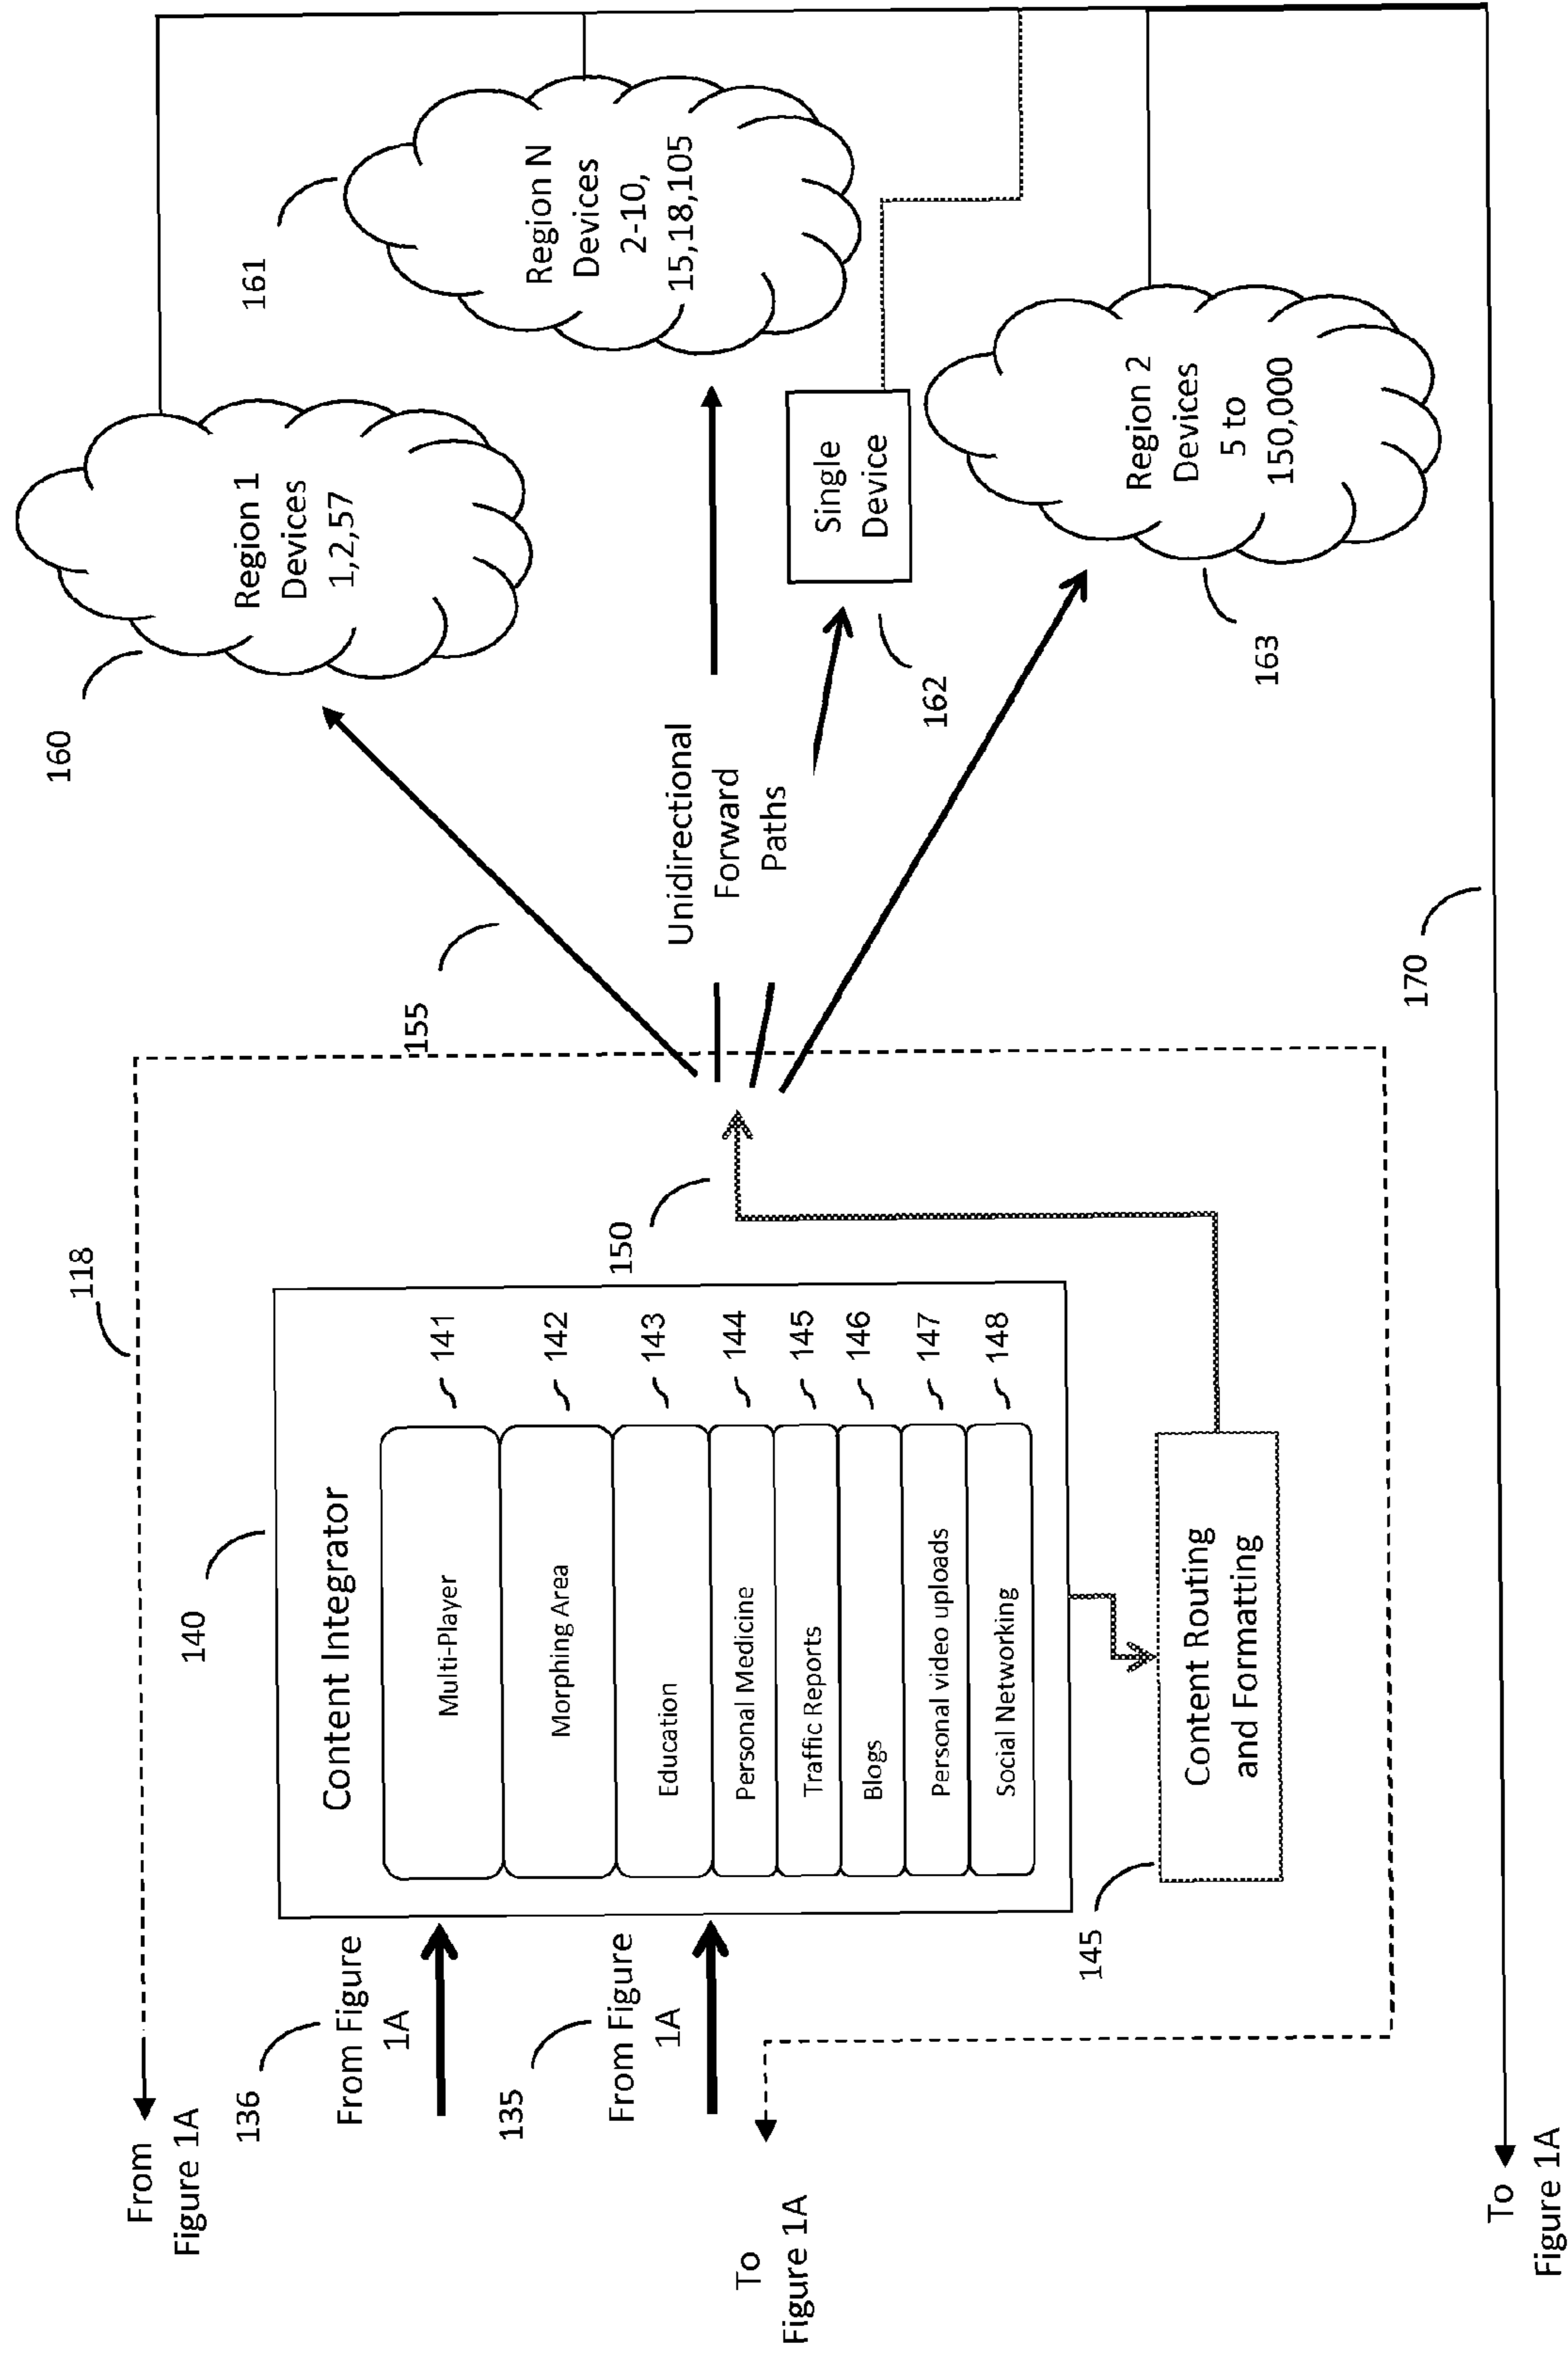 From
Figure 1A
136
From Figure
1A
135
From Figure
1A
To
Figure 1A
To
Figure 1A
118
140
Content Integrator
Multi-Player
141
Morphing Area
142
Education
143
Personal Medicine
144
Traffic Reports
145
Blogs
146
Personal video uploads
147
Social Networking
148
145
Content Routing
and Formatting
150
155
Unidirectional
Forward
Paths
160
Region 1
Devices
1,2,57
161
Region N
Devices
2-10,
15,18,105
162
Single
Device
163
Region 2
Devices
5 to
150,000
170